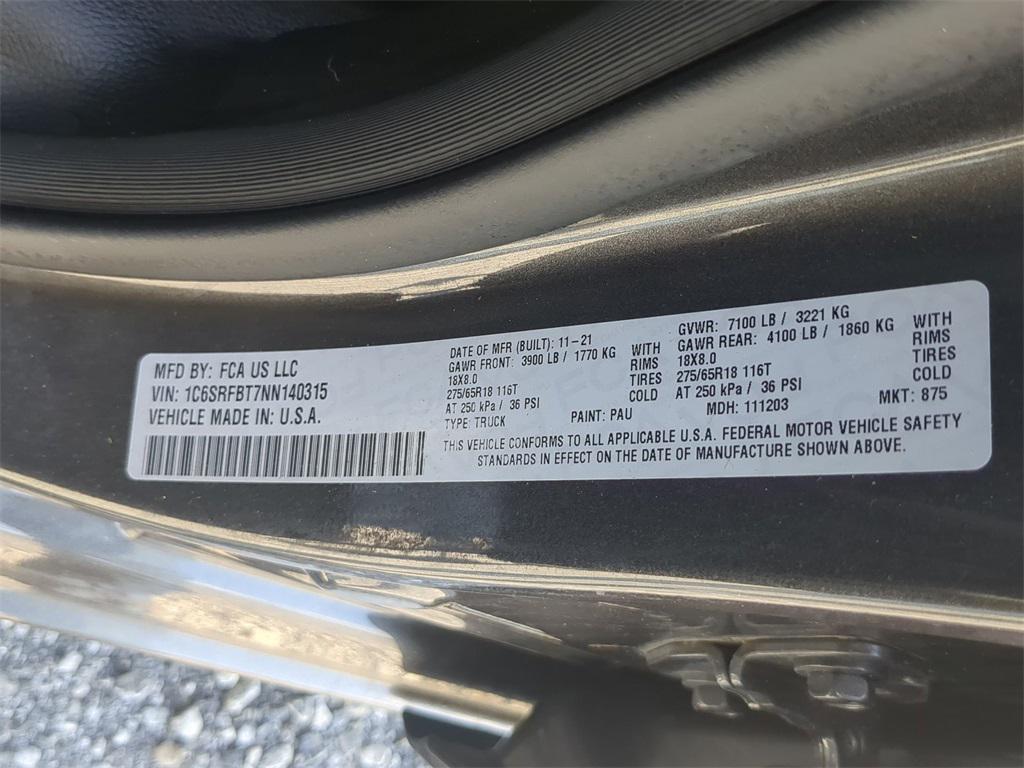 MFD BY: FCA US LLC
VIN: 1C6SRFBT7NN140315
VEHICLE MADE IN: U.S.A.
DATE OF MFR (BUILT): 11-21
GAWR FRONT: 3900 LB / 1770 KG WITH
18X8.0 RIMS
275/65R18 116T TIRES
AT 250 kPa / 36 PSI COLD
TYPE: TRUCK PAINT: PAU
GVWR: 7100 LB / 3221 KG
GAWR REAR: 4100 LB / 1860 KG WITH
18X8.0 RIMS
275/65R18 116T TIRES
AT 250 kPa / 36 PSI COLD
MDH: 111203 MKT: 875
THIS VEHICLE CONFORMS TO ALL APPLICABLE U.S.A. FEDERAL MOTOR VEHICLE SAFETY
STANDARDS IN EFFECT ON THE DATE OF MANUFACTURE SHOWN ABOVE.